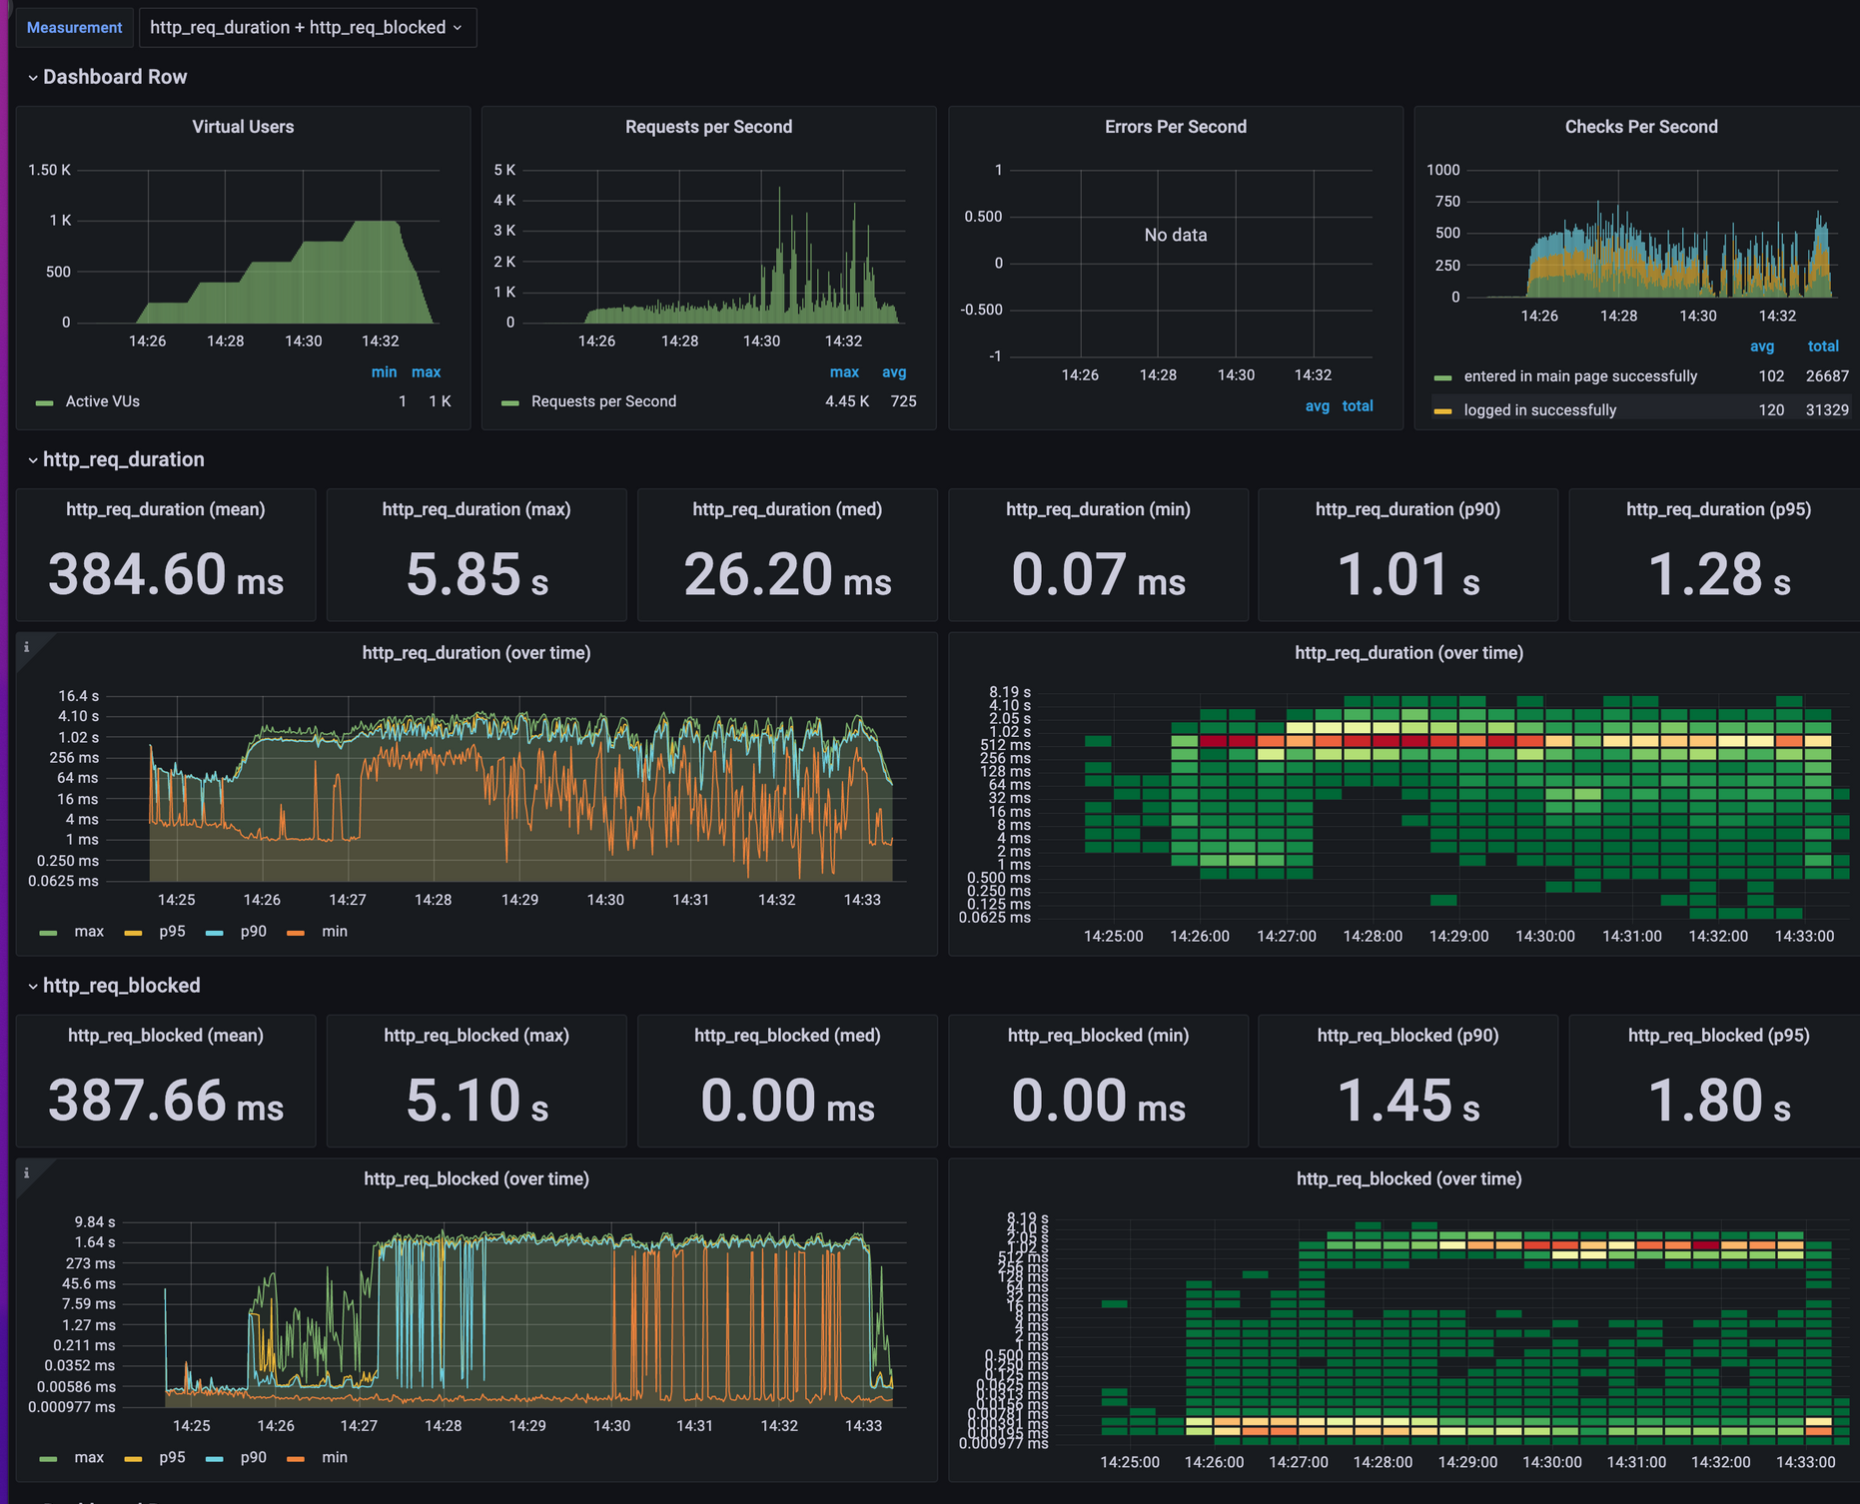 Measurement http_req_duration + http_req_blocked
Dashboard Row
Virtual Users
1.50 K
1 K
500
0
14:26 14:28 14:30 14:32
min max
Active VUs 1 1 K
Requests per Second
5 K
4 K
3 K
2 K
1 K
0
14:26 14:28 14:30 14:32
max avg
Requests per Second 4.45 K 725
Errors Per Second
1
0.500
0
-0.500
-1
No data
14:26 14:28 14:30 14:32
avg total
Checks Per Second
1000
750
500
250
0
14:26 14:28 14:30 14:32
avg total
entered in main page successfully 102 26687
logged in successfully 120 31329
http_req_duration
http_req_duration (mean)
384.60 ms
http_req_duration (max)
5.85 s
http_req_duration (med)
26.20 ms
http_req_duration (min)
0.07 ms
http_req_duration (p90)
1.01 s
http_req_duration (p95)
1.28 s
i
http_req_duration (over time)
16.4 s
4.10 s
1.02 s
256 ms
64 ms
16 ms
4 ms
1 ms
0.250 ms
0.0625 ms
14:25 14:26 14:27 14:28 14:29 14:30 14:31 14:32 14:33
max p95 p90 min
http_req_duration (over time)
8.19 s
4.10 s
2.05 s
1.02 s
512 ms
256 ms
128 ms
64 ms
32 ms
16 ms
8 ms
4 ms
2 ms
1 ms
0.500 ms
0.250 ms
0.125 ms
0.0625 ms
14:25:00 14:26:00 14:27:00 14:28:00 14:29:00 14:30:00 14:31:00 14:32:00 14:33:00
http_req_blocked
http_req_blocked (mean)
387.66 ms
http_req_blocked (max)
5.10 s
http_req_blocked (med)
0.00 ms
http_req_blocked (min)
0.00 ms
http_req_blocked (p90)
1.45 s
http_req_blocked (p95)
1.80 s
i
http_req_blocked (over time)
9.84 s
1.64 s
273 ms
45.6 ms
7.59 ms
1.27 ms
0.211 ms
0.0352 ms
0.00586 ms
0.000977 ms
14:25 14:26 14:27 14:28 14:29 14:30 14:31 14:32 14:33
max p95 p90 min
http_req_blocked (over time)
8.19 s
4.10 s
2.05 s
1.02 s
512 ms
256 ms
128 ms
64 ms
32 ms
16 ms
8 ms
4 ms
2 ms
1 ms
0.500 ms
0.250 ms
0.125 ms
0.0625 ms
0.0313 ms
0.0156 ms
0.00781 ms
0.00391 ms
0.00195 ms
0.000977 ms
14:25:00 14:26:00 14:27:00 14:28:00 14:29:00 14:30:00 14:31:00 14:32:00 14:33:00